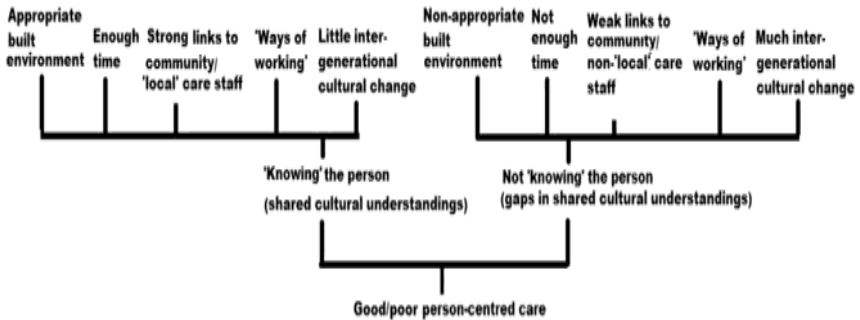 Appropriate
built
environment
Enough
time
Strong links to
community/
'local' care staff
'Ways of
working'
Little inter-
generational
cultural change
Non-appropriate
built
environment
Not
enough
time
Weak links to
community/
non-'local' care
staff
'Ways of
working'
Much inter-
generational
cultural change
'Knowing' the person
(shared cultural understandings)
Not 'knowing' the person
(gaps in shared cultural understandings)
Good/poor person-centred care